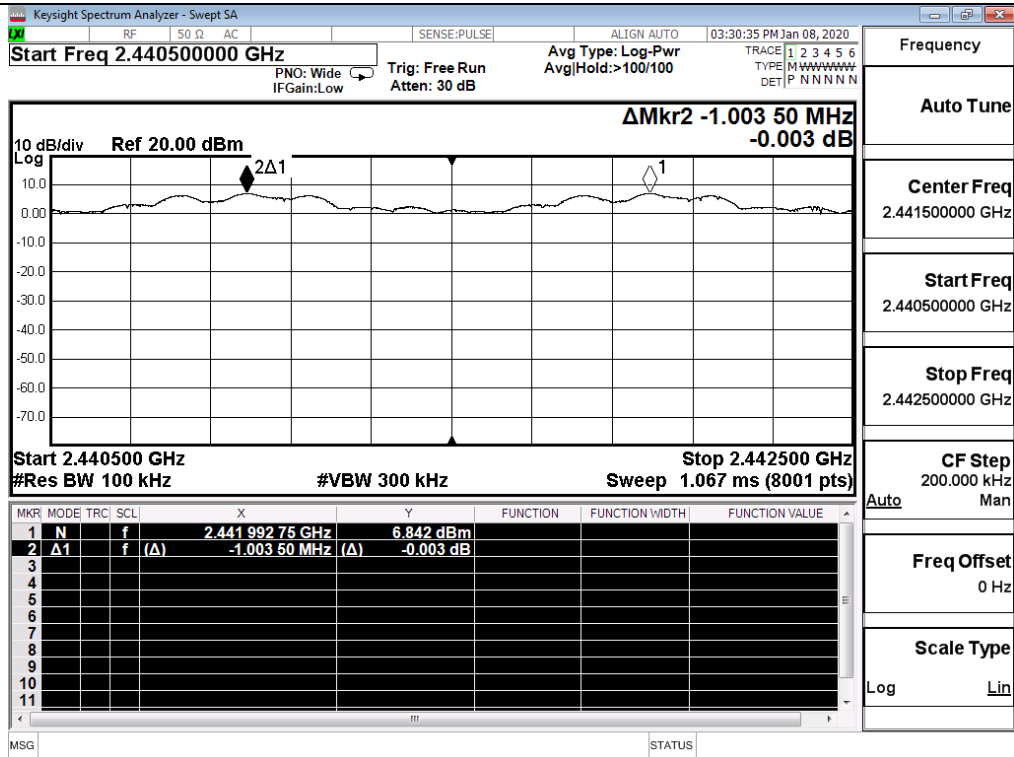 Keysight Spectrum Analyzer - Swept SA
LXI RF 50 Ω AC SENSE:PULSE ALIGN AUTO 03:30:35 PM Jan 08, 2020
Start Freq 2.440500000 GHz
PNO: Wide
IFGain:Low
Trig: Free Run
Atten: 30 dB
Avg Type: Log-Pwr
Avg|Hold:>100/100
TRACE 1 2 3 4 5 6
TYPE M WWWWW
DET P N N N N N
ΔMkr2 -1.003 50 MHz
-0.003 dB
10 dB/div Ref 20.00 dBm
Log
10.0
0.00
-10.0
-20.0
-30.0
-40.0
-50.0
-60.0
-70.0
2Δ1
1
Start 2.440500 GHz Stop 2.442500 GHz
#Res BW 100 kHz #VBW 300 kHz Sweep 1.067 ms (8001 pts)
MKR MODE TRC SCL X Y FUNCTION FUNCTION WIDTH FUNCTION VALUE
1 N f 2.441 992 75 GHz 6.842 dBm
2 Δ1 f (Δ) -1.003 50 MHz (Δ) -0.003 dB
3
4
5
6
7
8
9
10
11
MSG STATUS
Frequency
Auto Tune
Center Freq
2.441500000 GHz
Start Freq
2.440500000 GHz
Stop Freq
2.442500000 GHz
CF Step
200.000 kHz
Auto Man
Freq Offset
0 Hz
Scale Type
Log Lin